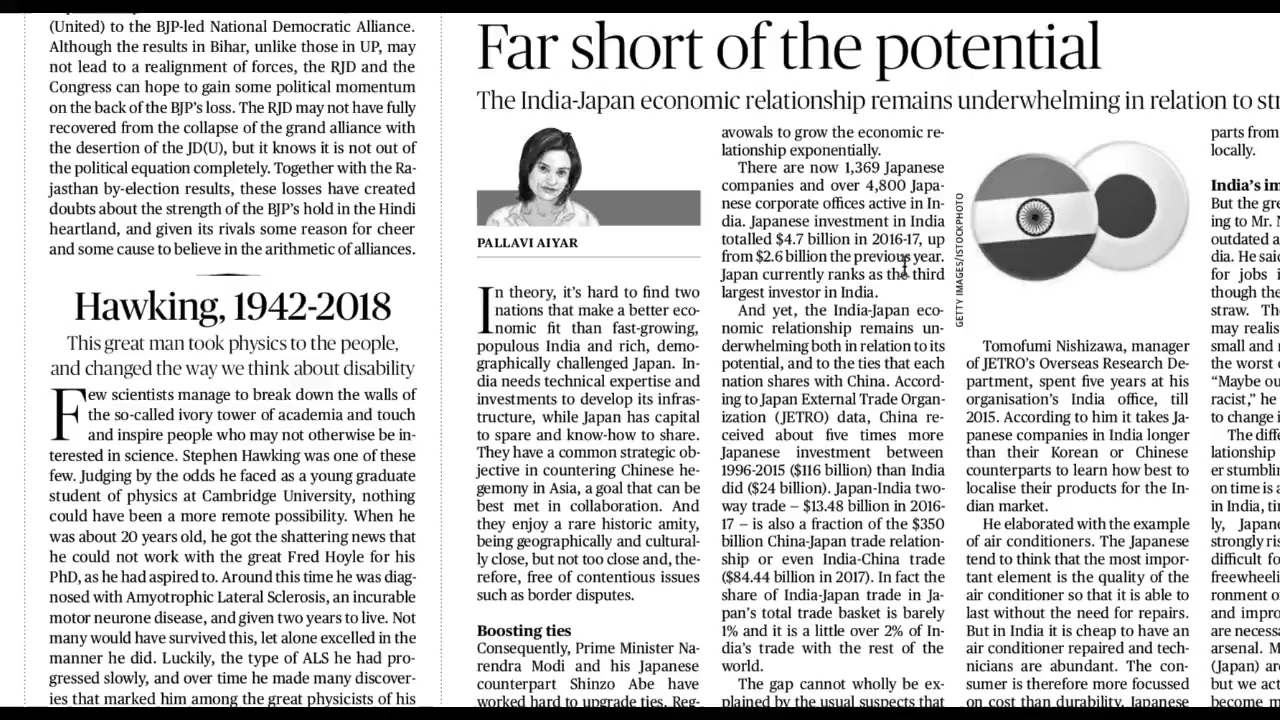 (United) to the BJP-led National Democratic Alliance.
Although the results in Bihar, unlike those in UP, may
not lead to a realignment of forces, the RJD and the
Congress can hope to gain some political momentum
on the back of the BJP's loss. The RJD may not have fully
recovered from the collapse of the grand alliance with
the desertion of the JD(U), but it knows it is not out of
the political equation completely. Together with the Ra-
jasthan by-election results, these losses have created
doubts about the strength of the BJP's hold in the Hindi
heartland, and given its rivals some reason for cheer
and some cause to believe in the arithmetic of alliances.
Hawking, 1942-2018
This great man took physics to the people,
and changed the way we think about disability
Few scientists manage to break down the walls of
the so-called ivory tower of academia and touch
and inspire people who may not otherwise be in-
terested in science. Stephen Hawking was one of these
few. Judging by the odds he faced as a young graduate
student of physics at Cambridge University, nothing
could have been a more remote possibility. When he
was about 20 years old, he got the shattering news that
he could not work with the great Fred Hoyle for his
PhD, as he had aspired to. Around this time he was diag-
nosed with Amyotrophic Lateral Sclerosis, an incurable
motor neurone disease, and given two years to live. Not
many would have survived this, let alone excelled in the
manner he did. Luckily, the type of ALS he had pro-
gressed slowly, and over time he made many discover-
ies that marked him among the great physicists of his
Far short of the potential
The India-Japan economic relationship remains underwhelming in relation to str
PALLAVI AIYAR
In theory, it's hard to find two
nations that make a better eco-
nomic fit than fast-growing,
populous India and rich, demo-
graphically challenged Japan. In-
dia needs technical expertise and
investments to develop its infras-
tructure, while Japan has capital
to spare and know-how to share.
They have a common strategic ob-
jective in countering Chinese he-
gemony in Asia, a goal that can be
best met in collaboration. And
they enjoy a rare historic amity,
being geographically and cultural-
ly close, but not too close and, the-
refore, free of contentious issues
such as border disputes.
Boosting ties
Consequently, Prime Minister Na-
rendra Modi and his Japanese
counterpart Shinzo Abe have
worked hard to upgrade ties. Reg-
avowals to grow the economic re-
lationship exponentially.
There are now 1,369 Japanese
companies and over 4,800 Japa-
nese corporate offices active in In-
dia. Japanese investment in India
totalled $4.7 billion in 2016-17, up
from $2.6 billion the previous year.
Japan currently ranks as the third
largest investor in India.
And yet, the India-Japan eco-
nomic relationship remains un-
derwhelming both in relation to its
potential, and to the ties that each
nation shares with China. Accord-
ing to Japan External Trade Organ-
ization (JETRO) data, China re-
ceived about five times more
Japanese investment between
1996-2015 ($116 billion) than India
did ($24 billion). Japan-India two-
way trade – $13.48 billion in 2016-
17 – is also a fraction of the $350
billion China-Japan trade relation-
ship or even India-China trade
($84.44 billion in 2017). In fact the
share of India-Japan trade in Ja-
pan's total trade basket is barely
1% and it is a little over 2% of In-
dia's trade with the rest of the
world.
The gap cannot wholly be ex-
plained by the usual suspects that
GETTY IMAGES/ISTOCKPHOTO
Tomofumi Nishizawa, manager
of JETRO's Overseas Research De-
partment, spent five years at his
organisation's India office, till
2015. According to him it takes Ja-
panese companies in India longer
than their Korean or Chinese
counterparts to learn how best to
localise their products for the In-
dian market.
He elaborated with the example
of air conditioners. The Japanese
tend to think that the most impor-
tant element is the quality of the
air conditioner so that it is able to
last without the need for repairs.
But in India it is cheap to have an
air conditioner repaired and tech-
nicians are abundant. The con-
sumer is therefore more focussed
on cost than durability. Japanese
parts from
locally.
India's im
But the gre
ing to Mr. N
outdated a
dia. He said
for jobs i
though the
straw. Th
may realis
small and
the worst
"Maybe ou
racist," he
to change
The diffe
lationship
er stumblin
on time is a
in India, tin
ly, Japan
strongly ris
difficult fo
freewheeli
ronment o
and impro
are necess
arsenal. M
(Japan) ar
but we act
become m